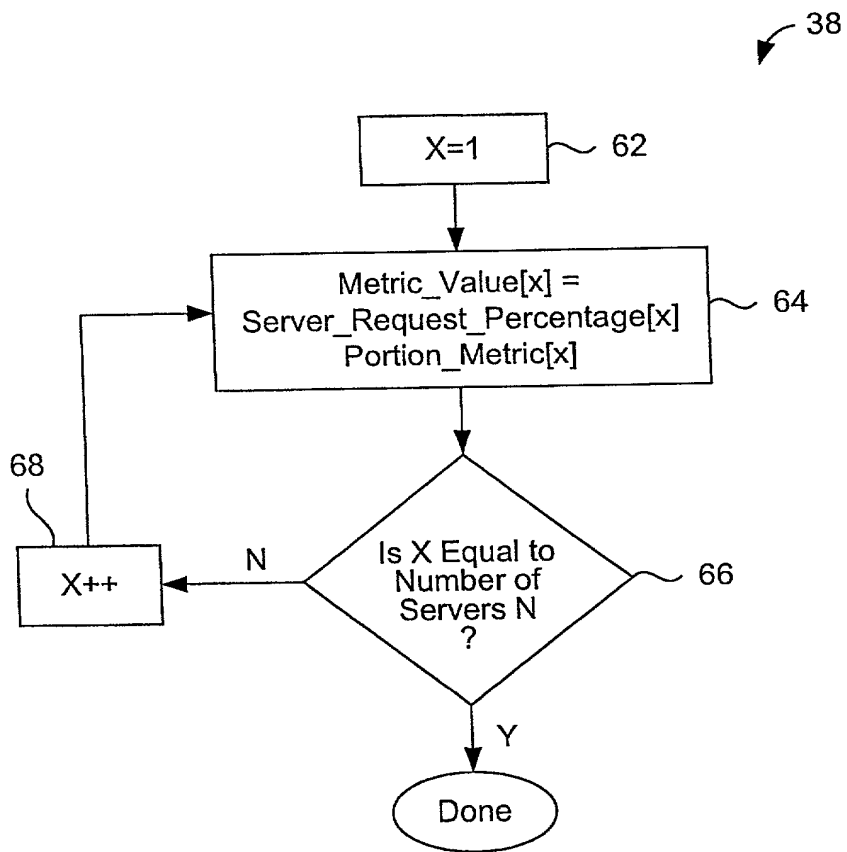 38
X=1
62
Metric_Value[x] =
Server_Request_Percentage[x]
Portion_Metric[x]
64
68
X++
N
Is X Equal to
Number of
Servers N
?
66
Y
Done